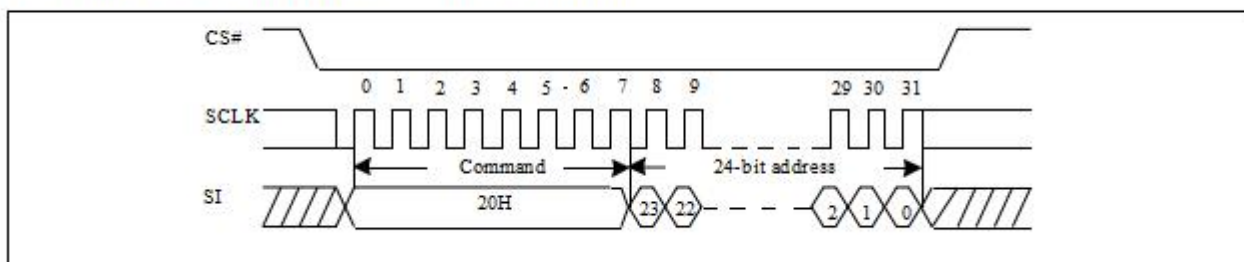 CS#
0 1 2 3 4 5 - 6 7 8 9 29 30 31
SCLK
Command 24-bit address
SI 20H 23 22 2 1 0